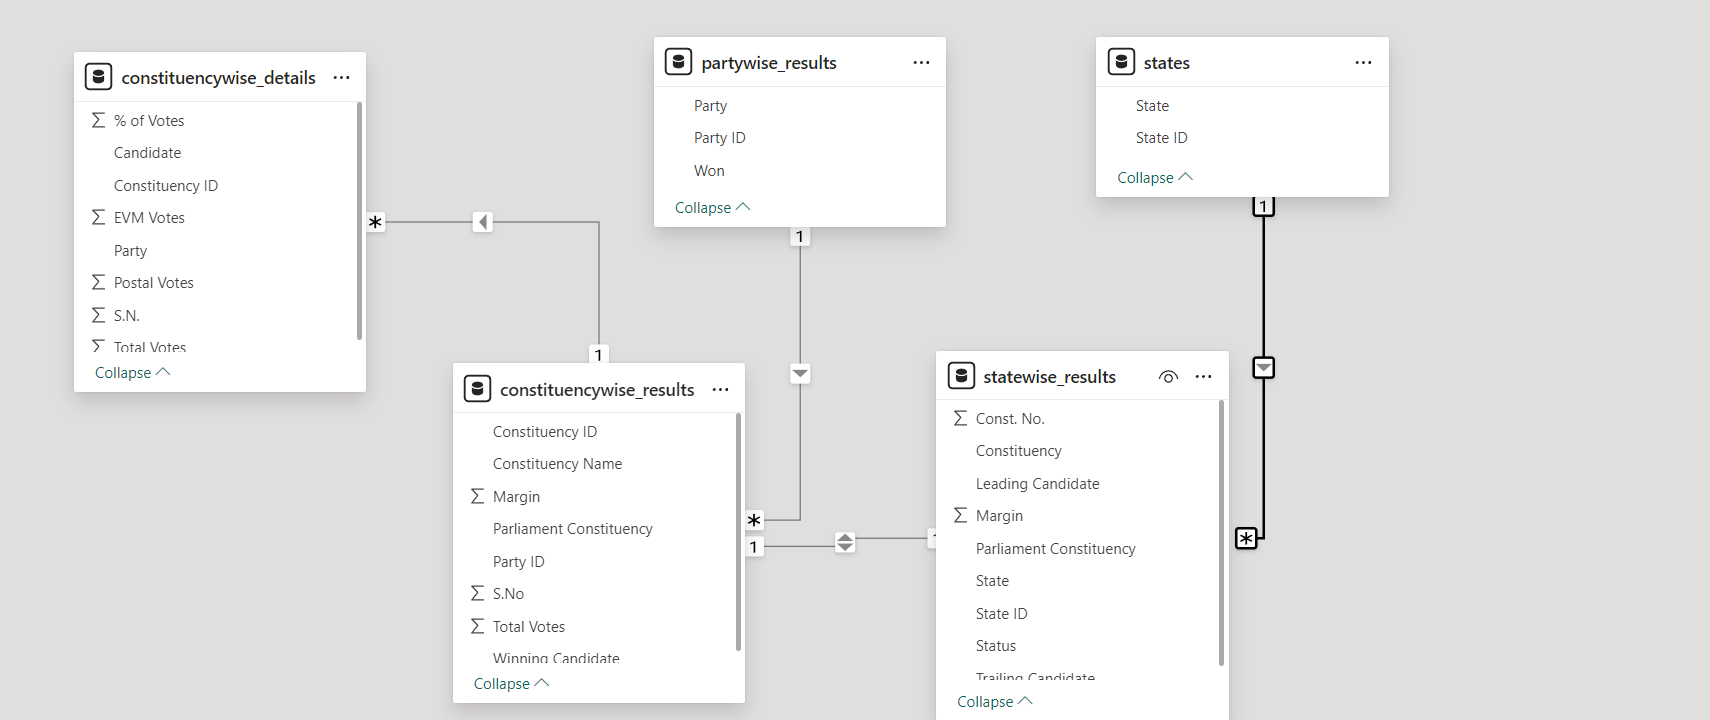 constituencywise_details
% of Votes
Candidate
Constituency ID
EVM Votes
Party
Postal Votes
S.N.
Total Votes
Collapse
*
1
partywise_results
Party
Party ID
Won
Collapse
1
states
State
State ID
Collapse
1
constituencywise_results
Constituency ID
Constituency Name
Margin
Parliament Constituency
Party ID
S.No
Total Votes
Winning Candidate
Collapse
*
1
1
statewise_results
Const. No.
Constituency
Leading Candidate
Margin
Parliament Constituency
State
State ID
Status
Trailing Candidate
Collapse
*